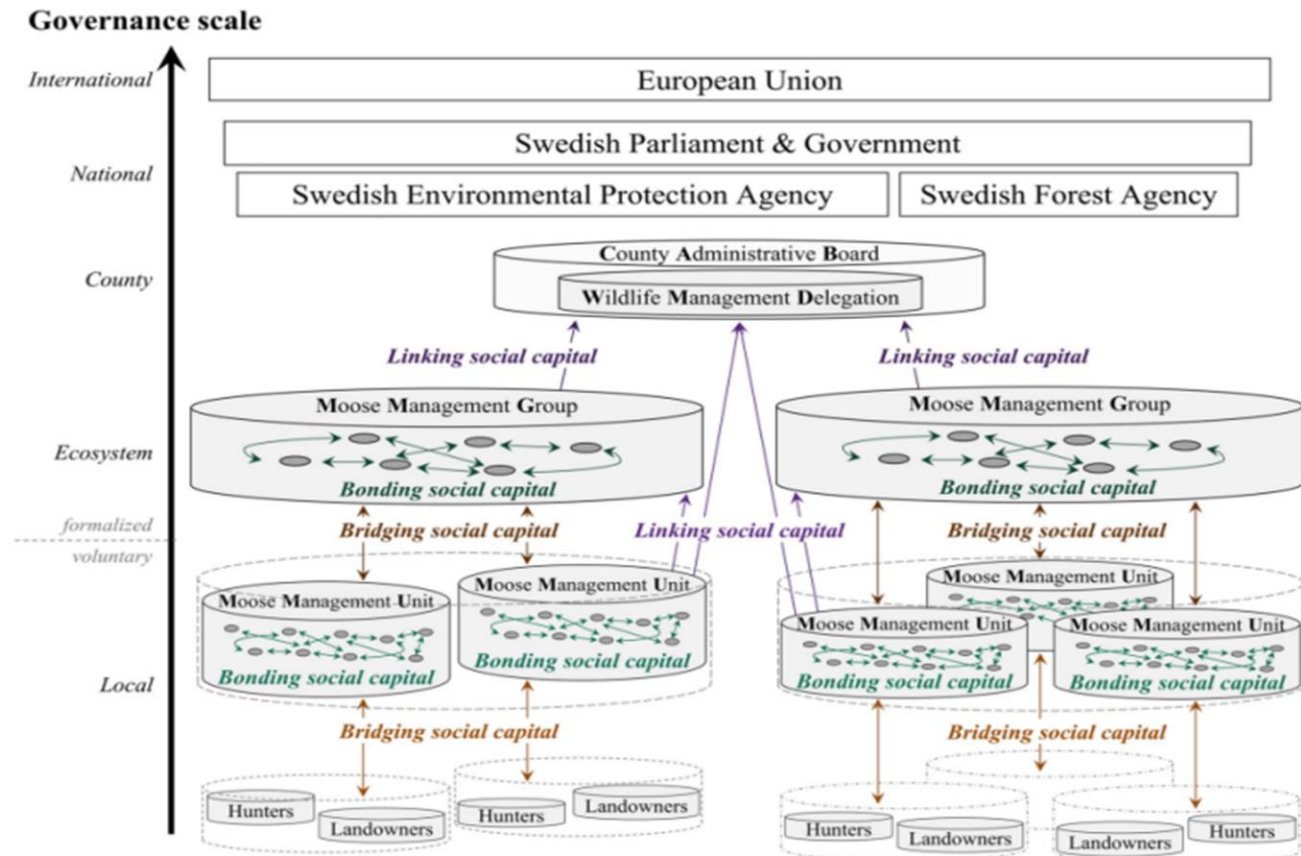 Governance scale
International
European Union
Swedish Parliament & Government
National
Swedish Environmental Protection Agency
Swedish Forest Agency
County Administrative Board
County
Wildlife Management Delegation
Linking social capital
Linking social capital
Moose Management Group
Moose Management Group
Ecosystem
Bonding social capital
Bonding social capital
formalized
Bridging social capital
Linking social capital
Bridging social capital
voluntary
Moose Management Unit
Moose Management Unit
Moose Management Unit
Moose Management Unit
Moose Management Unit
Bonding social capital
Bonding social capital
Bonding social capital
Bonding social capital
Local
Bridging social capital
Bridging social capital
Hunters
Landowners
Hunters
Landowners
Hunters
Landowners
Landowners
Hunters